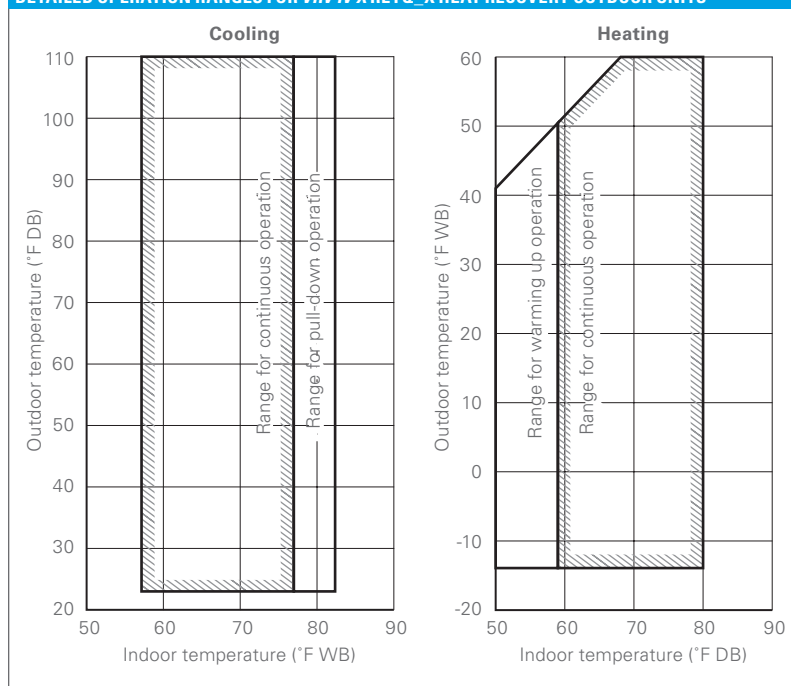 Cooling
110
100
90
80
70
60
50
40
30
20
50 60 70 80 90
Outdoor temperature (˚F DB)
Indoor temperature (˚F WB)
Range for continuous operation
Range for pull-down operation
Heating
60
50
40
30
20
10
0
-10
-20
50 60 70 80 90
Outdoor temperature (˚F WB)
Indoor temperature (˚F DB)
Range for warming up operation
Range for continuous operation